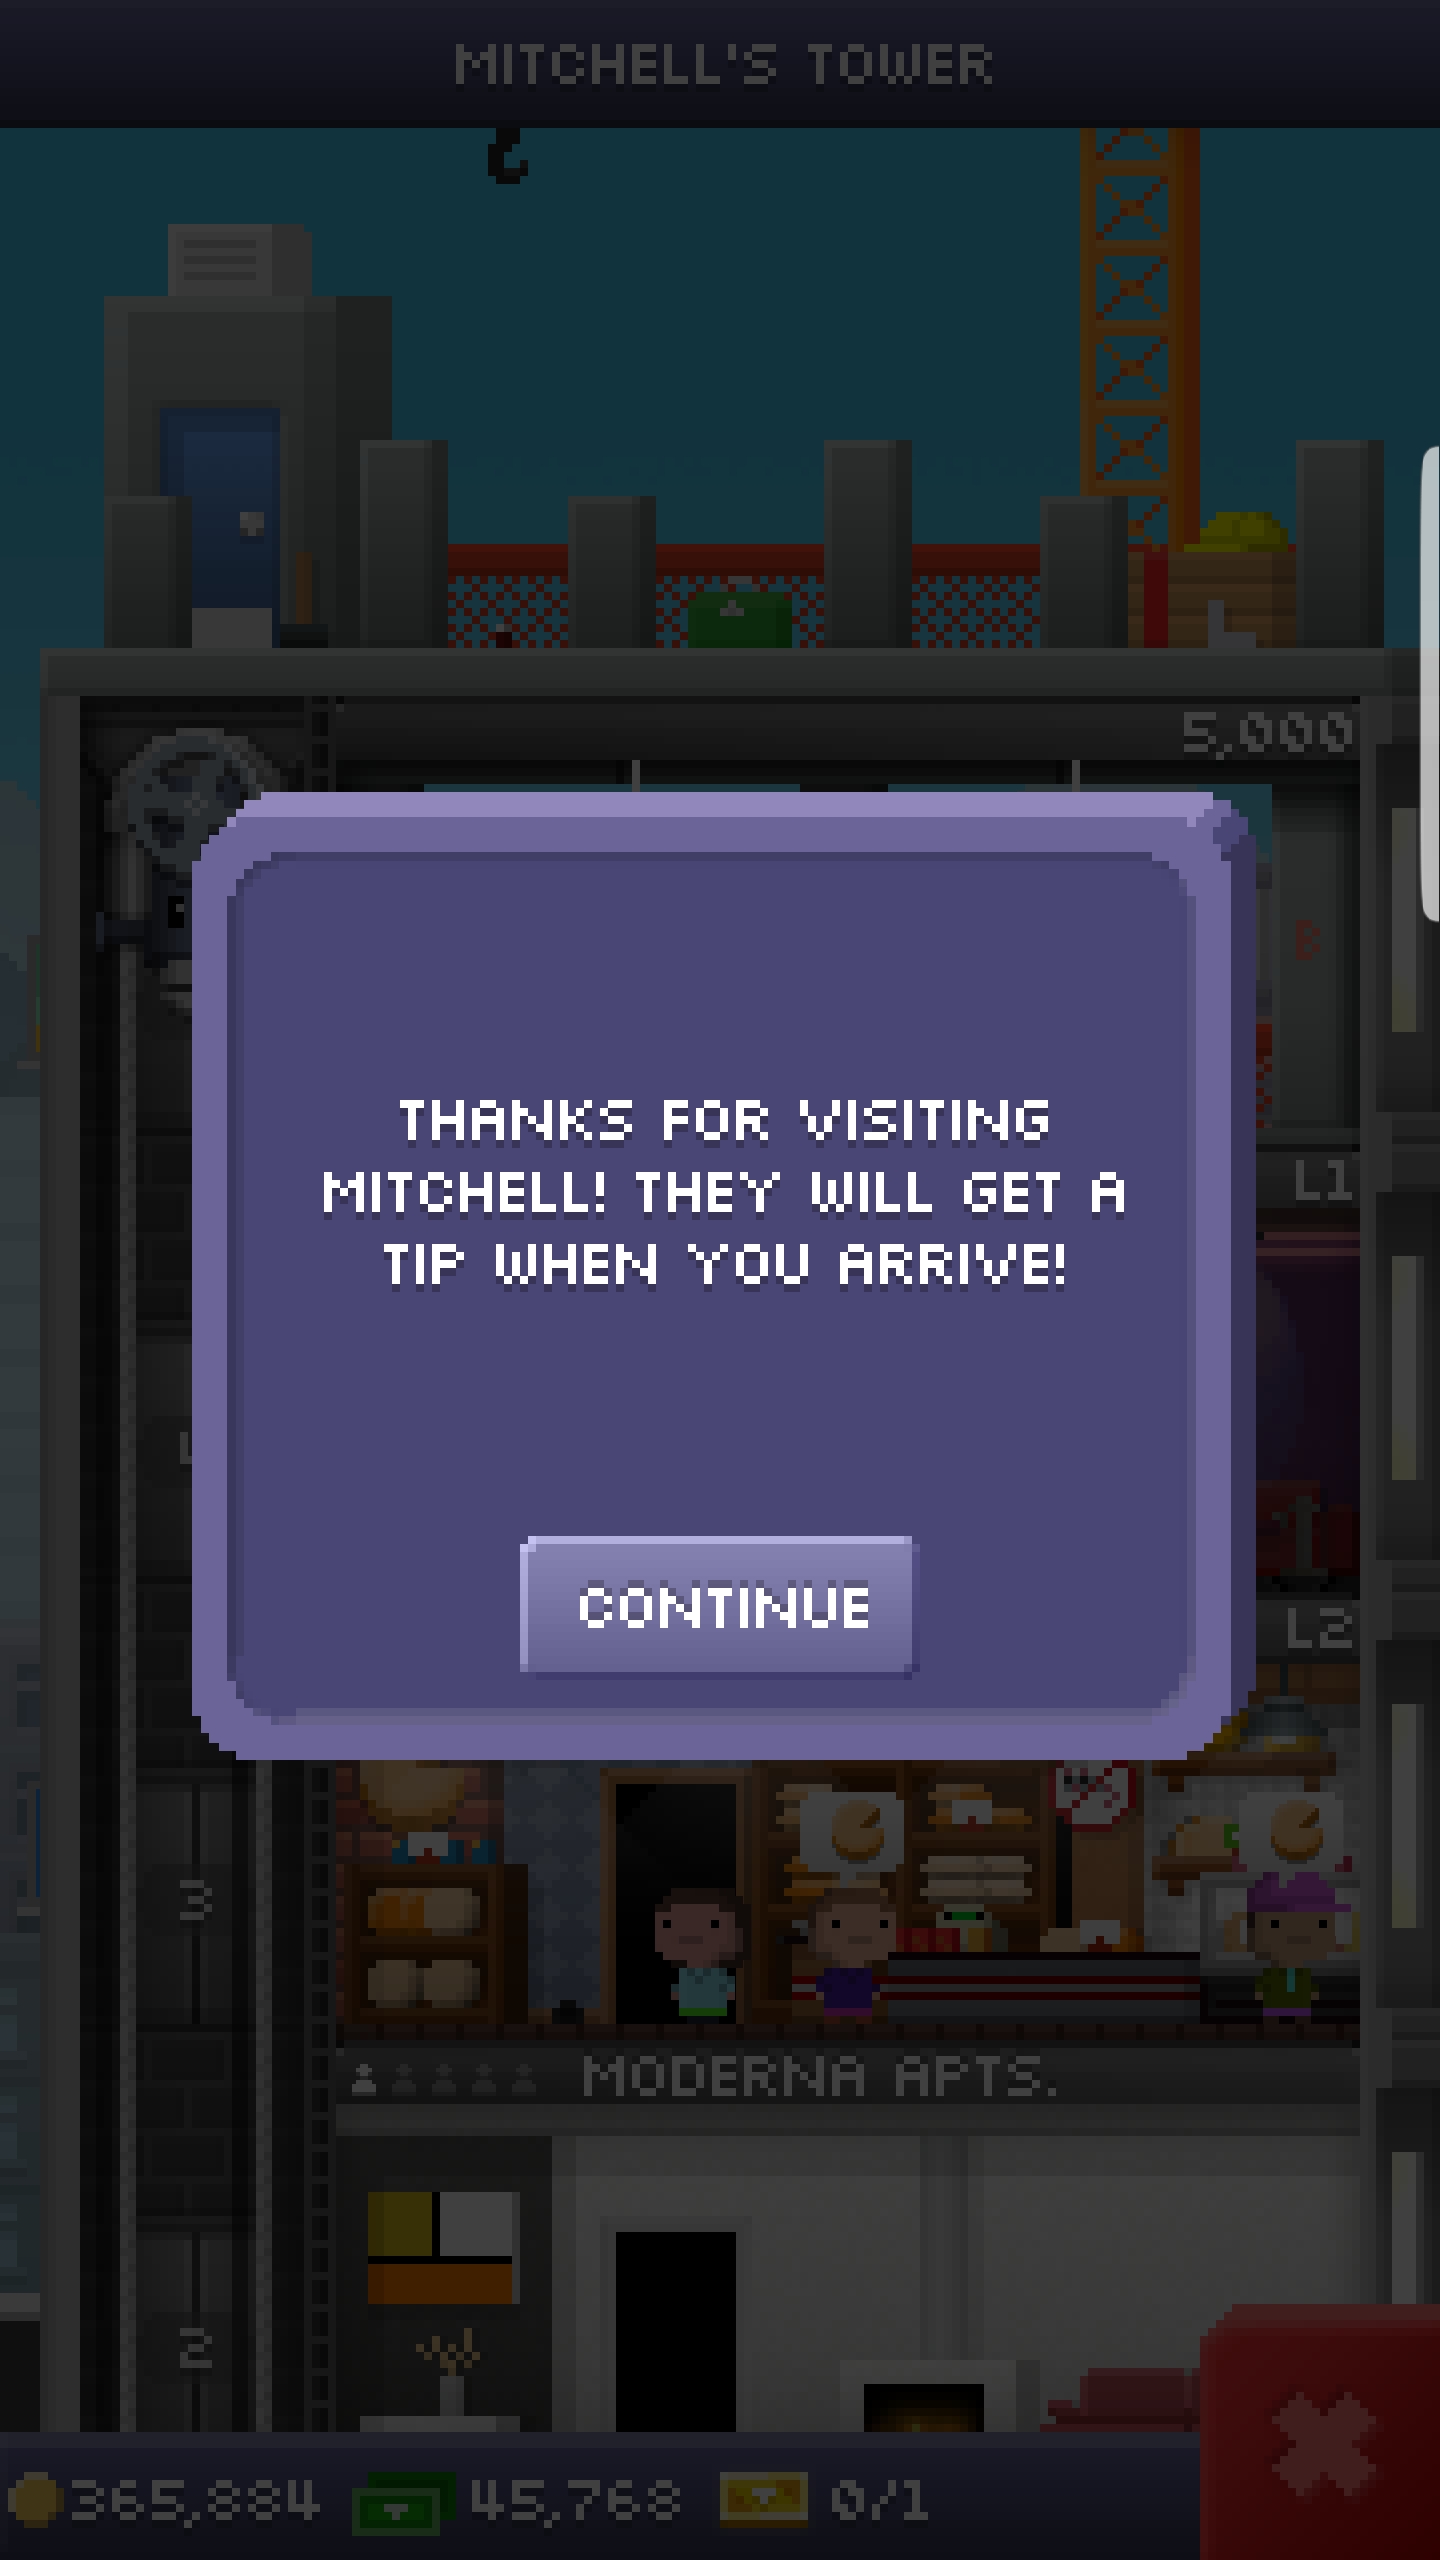 MITCHELL'S TOWER
5,000
B
L1
THANKS FOR VISITING
MITCHELL! THEY WILL GET A
TIP WHEN YOU ARRIVE!
CONTINUE
L2
3
MODERNA APTS.
2
365,884 45,768 0/1